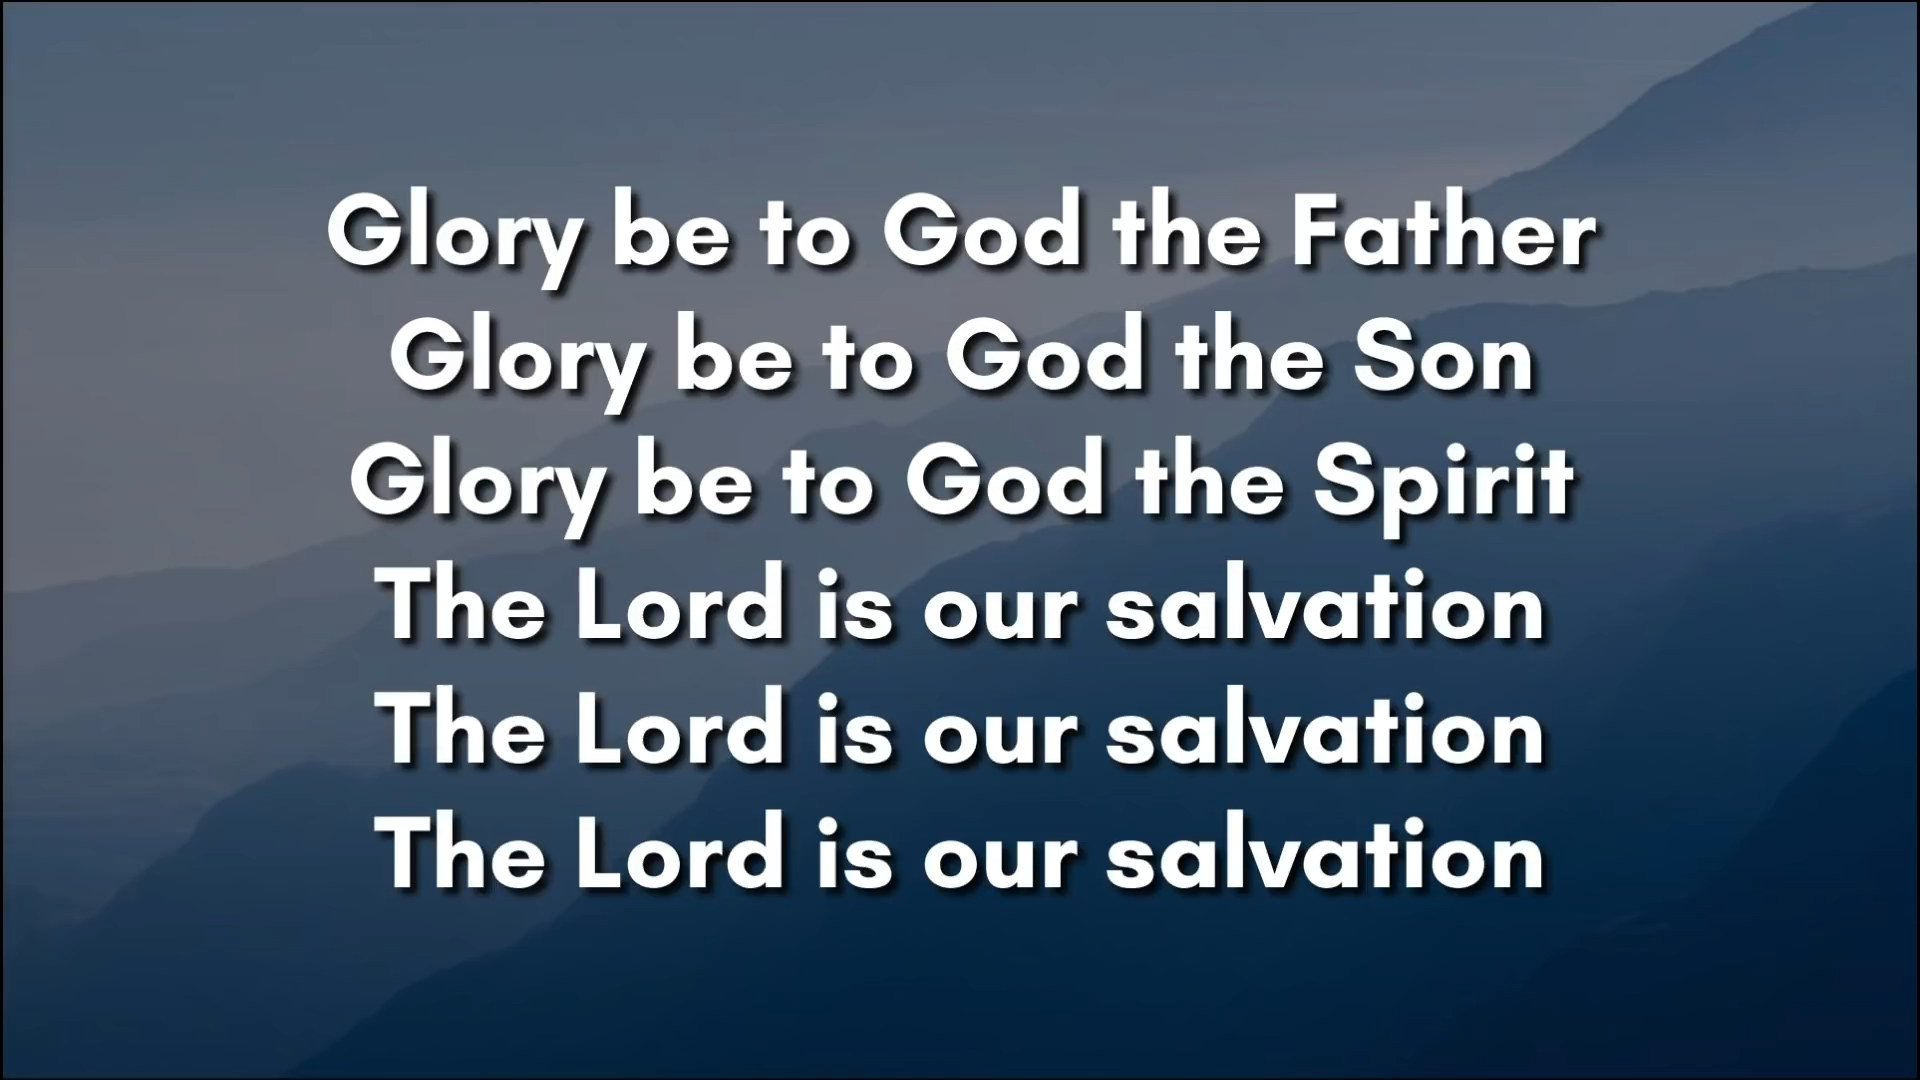 Glory be to God the Father
Glory be to God the Son
Glory be to God the Spirit
The Lord is our salvation
The Lord is our salvation
The Lord is our salvation